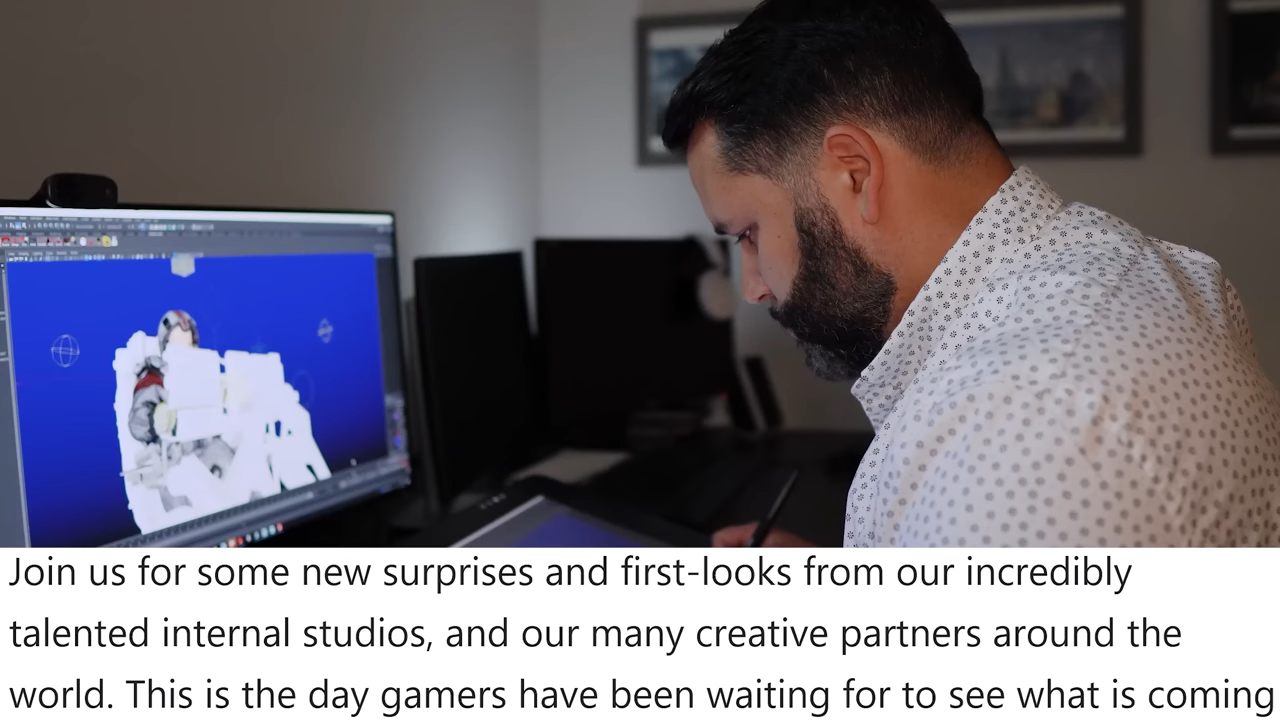 Join us for some new surprises and first-looks from our incredibly
talented internal studios, and our many creative partners around the
world. This is the day gamers have been waiting for to see what is coming